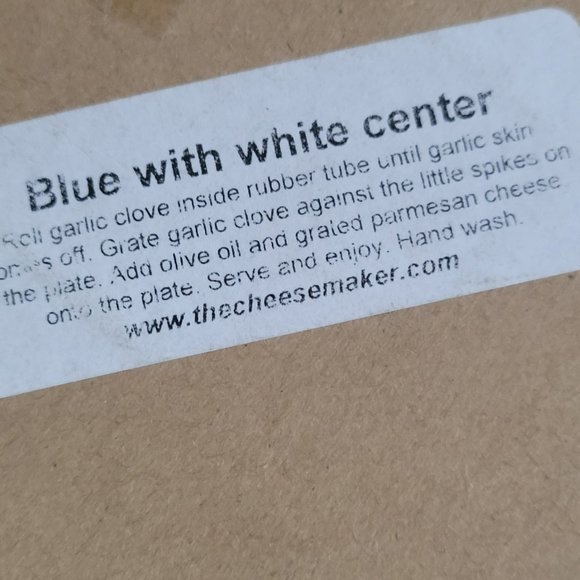 Blue with white center
Roll garlic clove inside rubber tube until garlic skin
comes off. Grate garlic clove against the little spikes on
the plate. Add olive oil and grated parmesan cheese
onto the plate. Serve and enjoy. Hand wash.
www.thecheesemaker.com